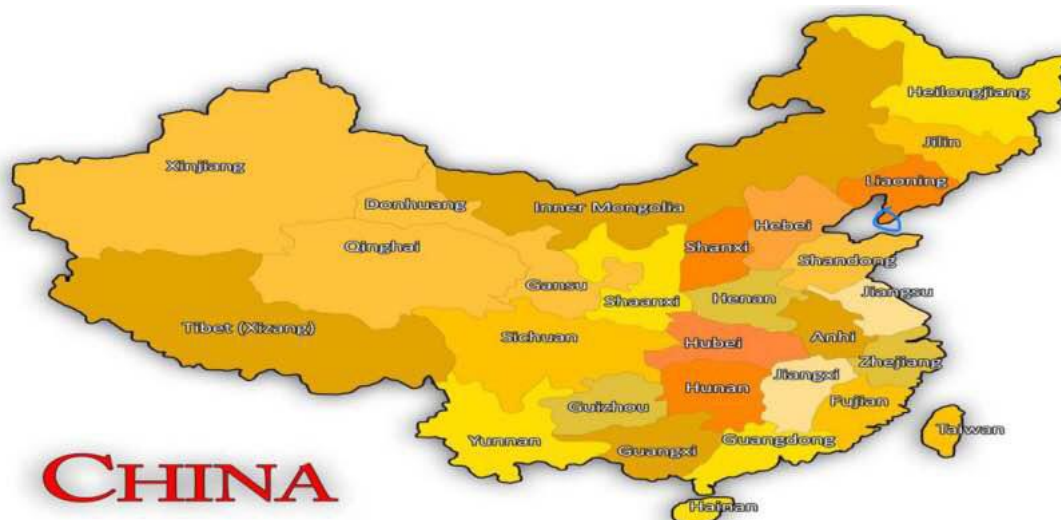 Heilongjiang
Jilin
Xinjiang
Liaoning
Donhuang
Inner Mongolia
Hebei
Qinghai
Shanxi
Shandong
Gansu
Jiangsu
Shaanxi
Henan
Tibet (Xizang)
Sichuan
Anhi
Hubei
Zhejiang
Jiangxi
Hunan
Fujian
Guizhou
Taiwan
Yunnan
Guangdong
Guangxi
CHINA
Hainan